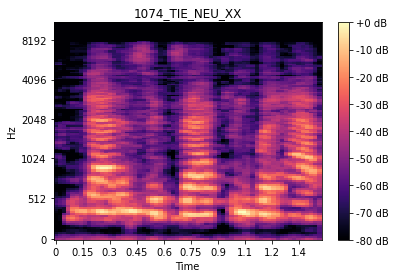 1074_TIE_NEU_XX
+0 dB
8192
-10 dB
4096
-20 dB
-30 dB
2048
Hz
-40 dB
1024
-50 dB
-60 dB
512
-70 dB
0
-80 dB
0 0.15 0.3 0.45 0.6 0.75 0.9 1.1 1.2 1.4
Time